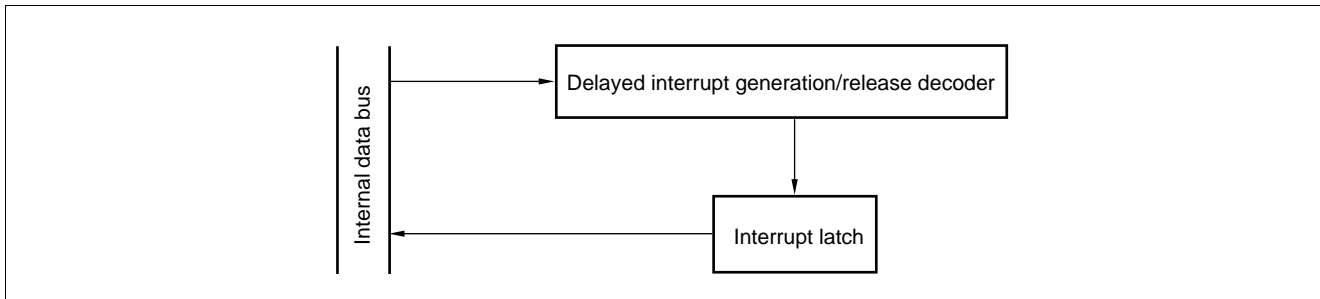 Internal data bus
Delayed interrupt generation/release decoder
Interrupt latch